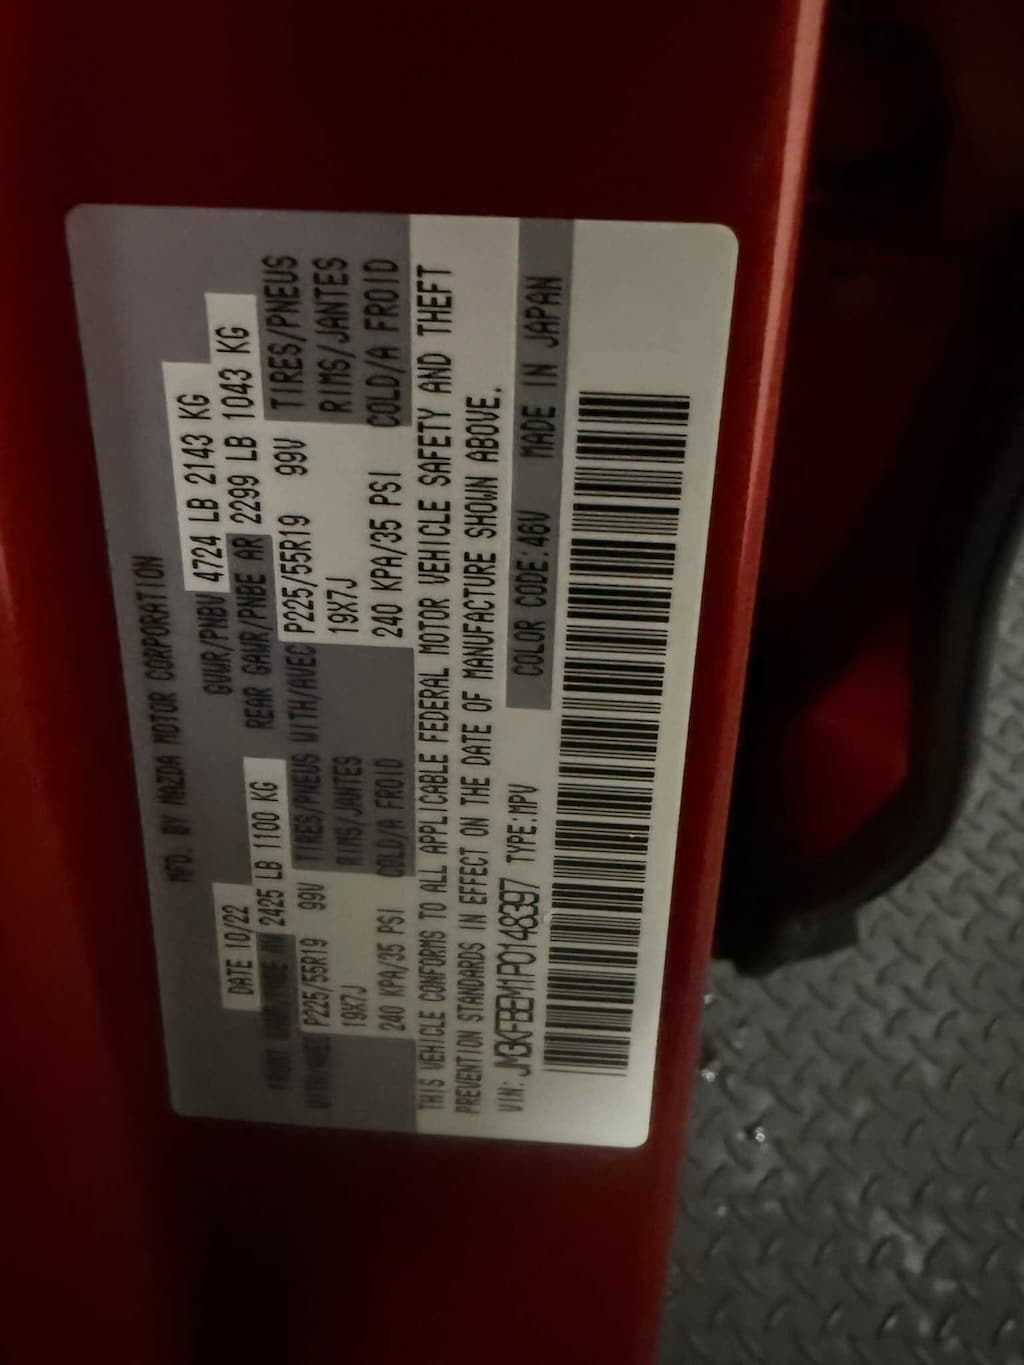 MFD. BY MAZDA MOTOR CORPORATION
DATE 10/22 GVWR/PNBV 4724 LB 2143 KG
FRONT 2425 LB 1100 KG REAR GAWR/PNBE AR 2299 LB 1043 KG
P225/55R19 99V TIRES/PNEUS WITH/AVEC P225/55R19 99V TIRES/PNEUS
19X7J RIMS/JANTES 19X7J RIMS/JANTES
240 KPA/35 PSI COLD/A FROID 240 KPA/35 PSI COLD/A FROID
THIS VEHICLE CONFORMS TO ALL APPLICABLE FEDERAL MOTOR VEHICLE SAFETY AND THEFT
PREVENTION STANDARDS IN EFFECT ON THE DATE OF MANUFACTURE SHOWN ABOVE.
VIN: JM3KFBEM1P0148397 TYPE:MPV COLOR CODE:46V MADE IN JAPAN